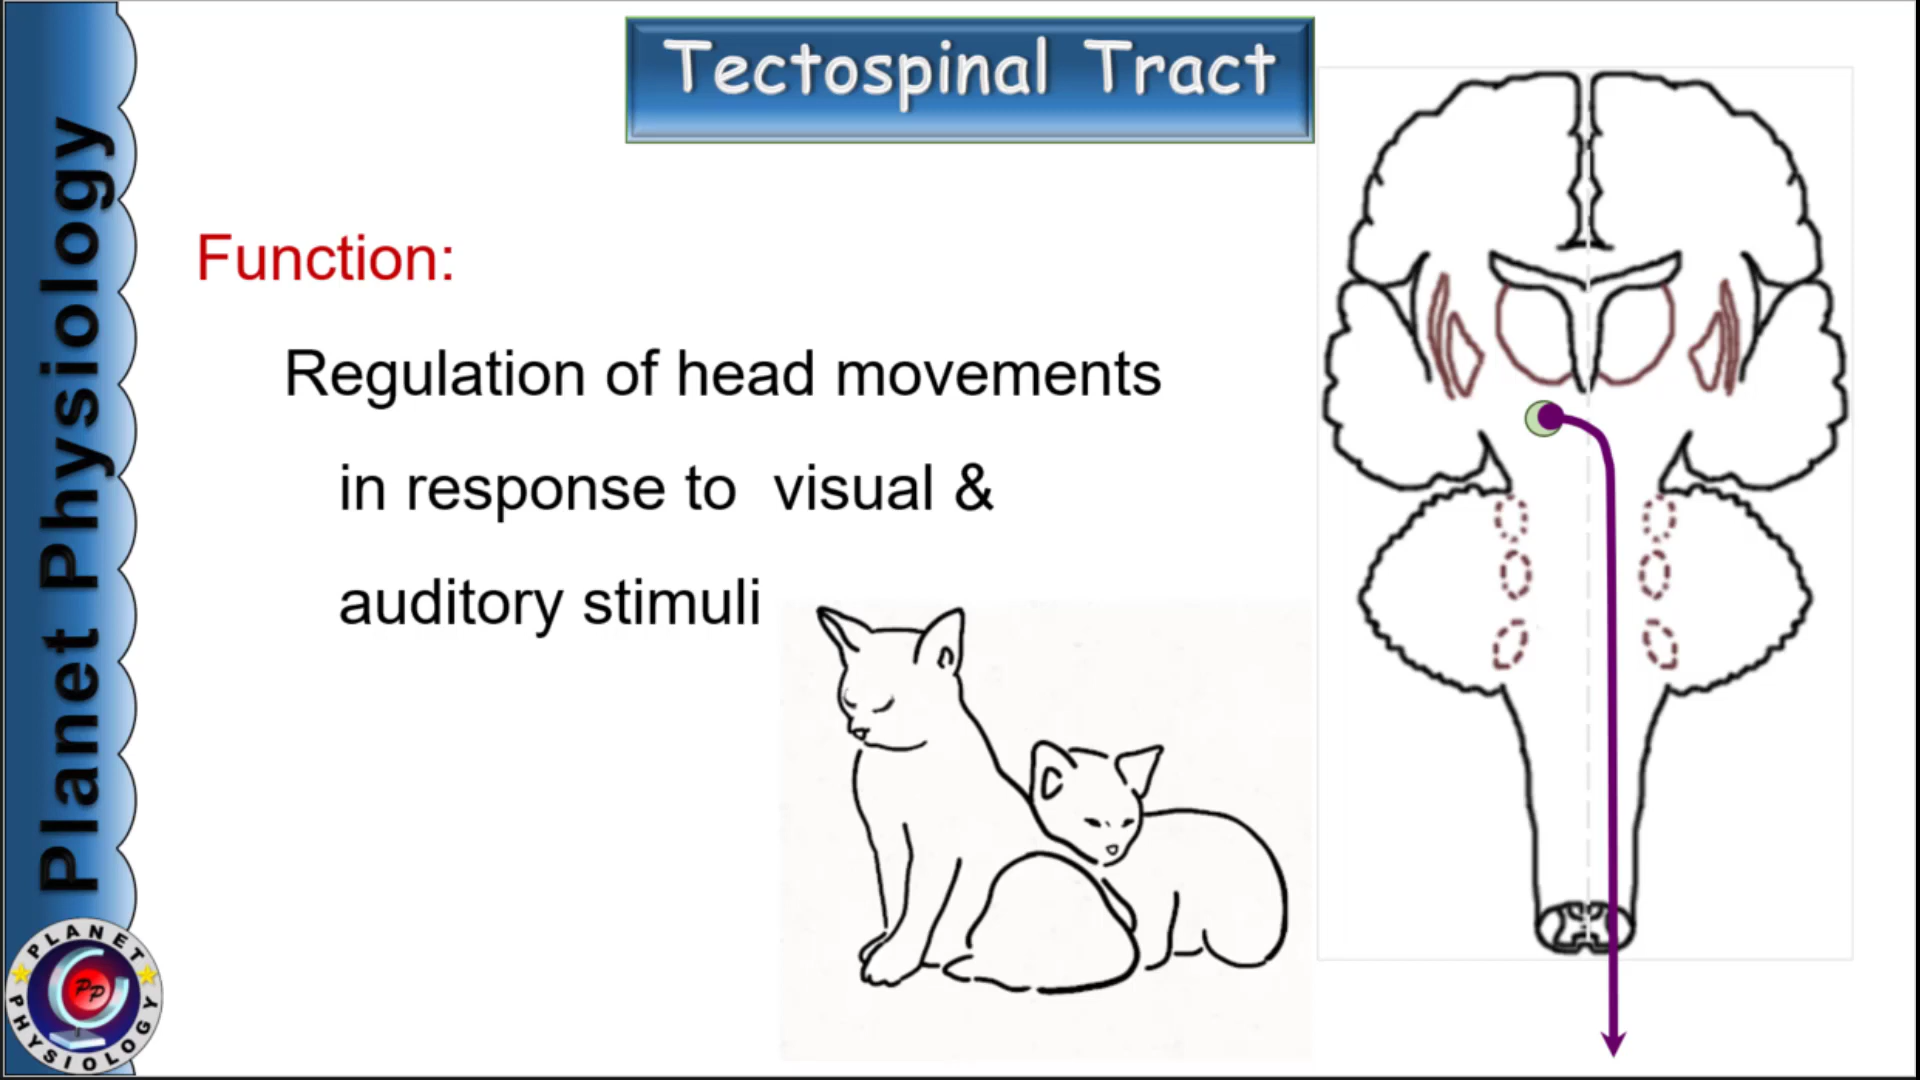 Tectospinal Tract
Planet Physiology
Function:
Regulation of head movements
in response to visual &
auditory stimuli
PLANET
PP
PHYSIOLOGY